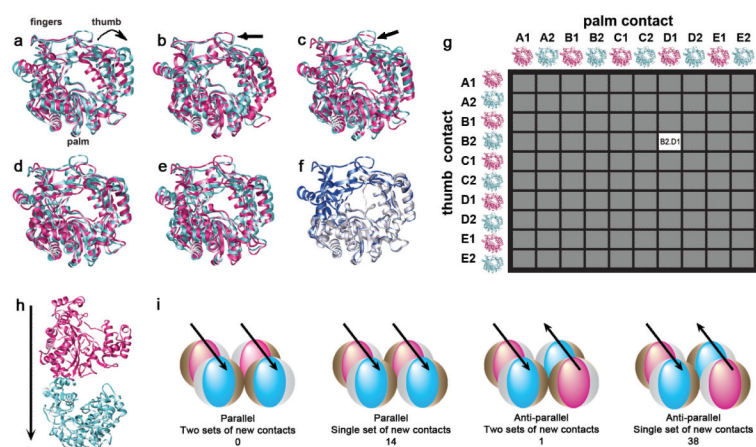 fingers
thumb
a
b
c
palm
d
e
f
g
palm contact
A1 A2 B1 B2 C1 C2 D1 D2 E1 E2
thumb contact
A1
A2
B1
B2
B2.D1
C1
C2
D1
D2
E1
E2
h
i
Parallel
Two sets of new contacts
0
Parallel
Single set of new contacts
14
Anti-parallel
Two sets of new contacts
1
Anti-parallel
Single set of new contacts
38